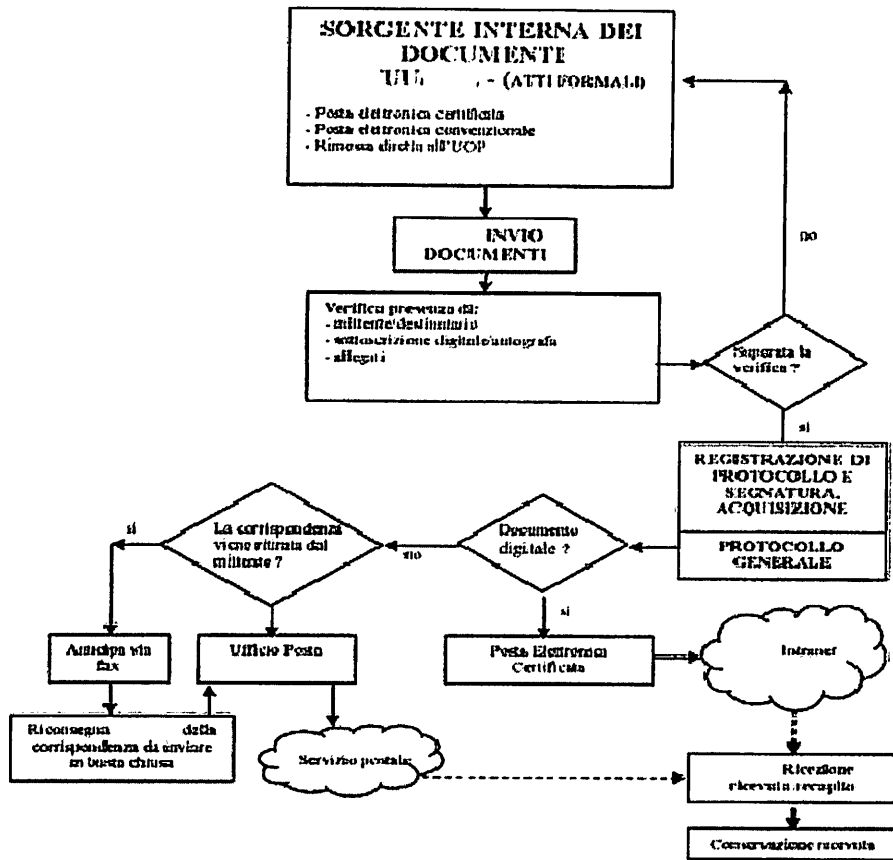 SORGENTE INTERNA DEI
DOCUMENTI
- (ATTI FORMALI)
- Posta elettronica certificata
- Posta elettronica convenzionale
- Rimessa diretta all'UOP
INVIO
DOCUMENTI
no
Verifica presenza di:
- mittente/destinatario
- sottoscrizione digitale/autografa
- allegati
Superata la
verifica ?
si
REGISTRAZIONE DI
PROTOCOLLO E
SEGNATURA.
ACQUISIZIONE
PROTOCOLLO
GENERALE
Documento
digitale ?
no
si
La corrispondenza
viene ritirata dal
mittente ?
si
Anticipa via
fax
Ufficio Posta
Posta Elettronica
Certificata
Intranet
Riconsegna della
corrispondenza da inviare
in busta chiusa
Servizio postale
Ricezione
ricevuta recapito
Conservazione ricevuta